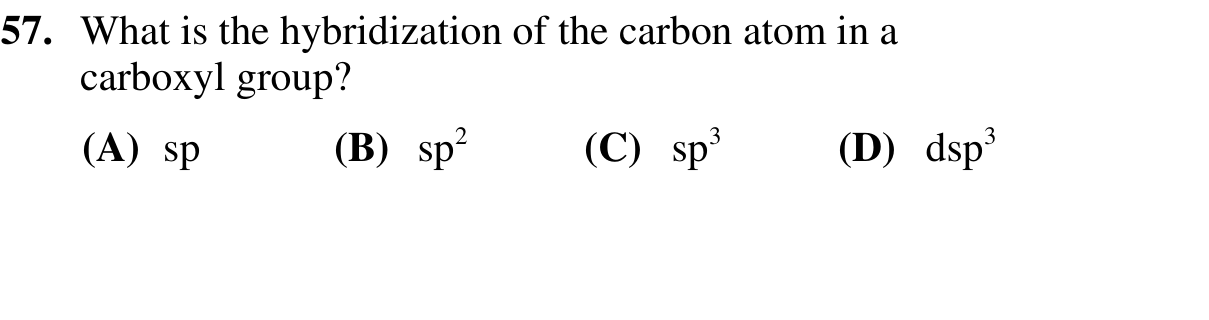 57. What is the hybridization of the carbon atom in a
carboxyl group?
(A) sp (B) sp² (C) sp³ (D) dsp³